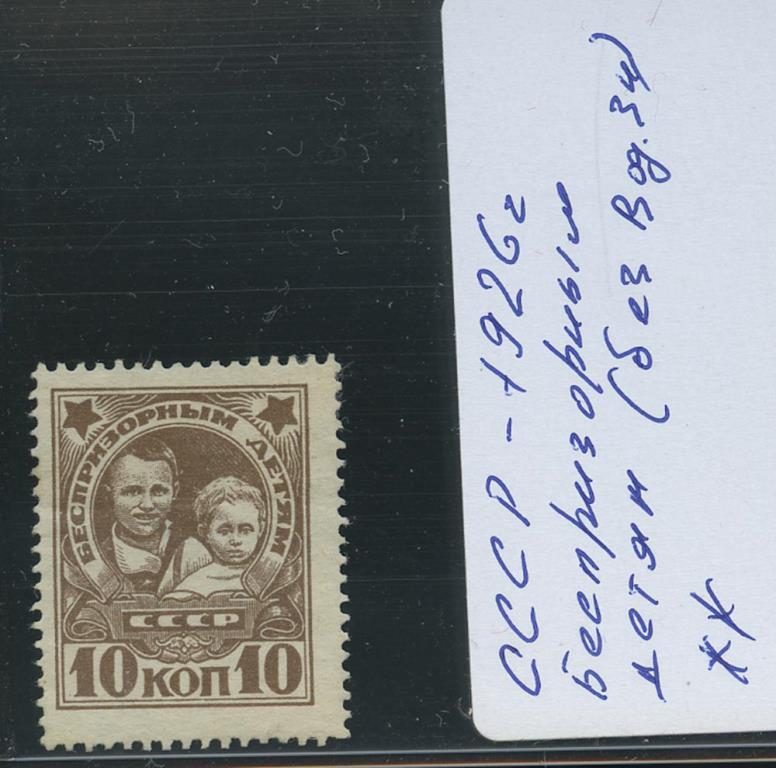 БЕСПРИЗОРНЫМ ДЕТЯМ
СССР
10 КОП 10
СССР - 1926г
Беспризорным
детям (без вод. зн)
**